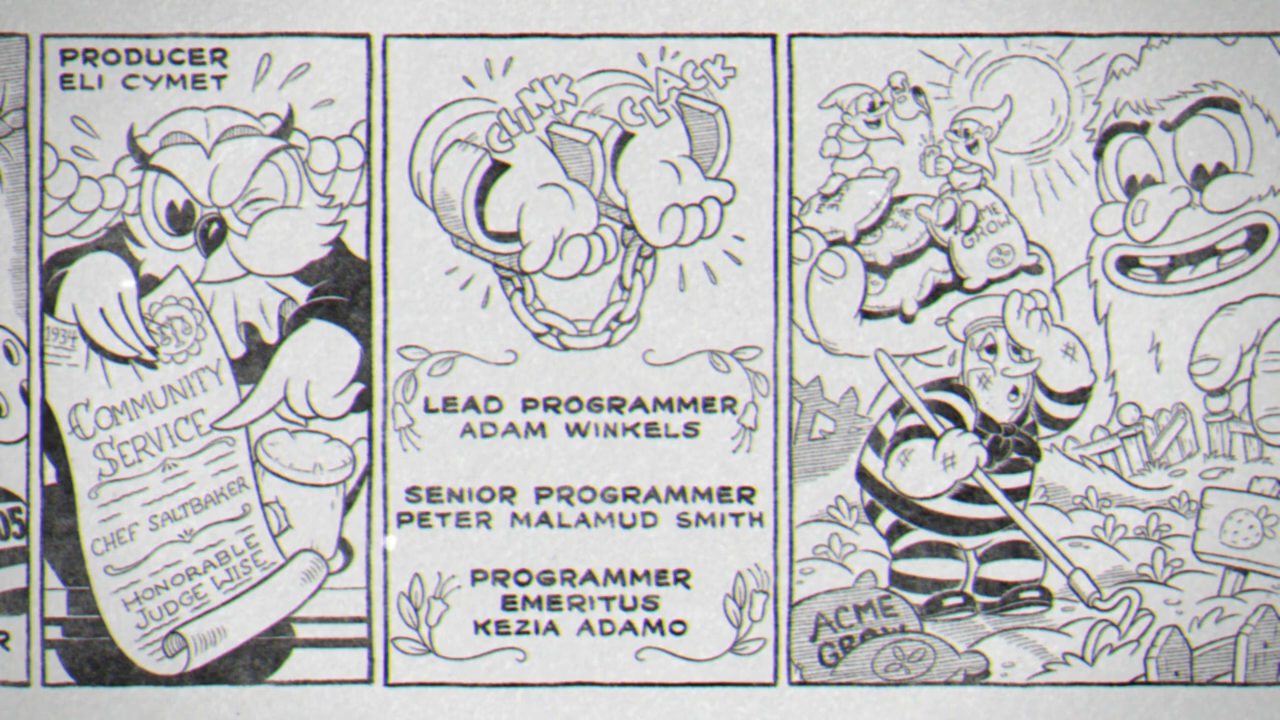 PRODUCER
ELI CYMET
1934
COMMUNITY
SERVICE
CHEF SALTBAKER
HONORABLE
JUDGE WISE
05
R
CLINK
CLACK
LEAD PROGRAMMER
ADAM WINKELS
SENIOR PROGRAMMER
PETER MALAMUD SMITH
PROGRAMMER
EMERITUS
KEZIA ADAMO
ACME
GROW
ACME
GROW